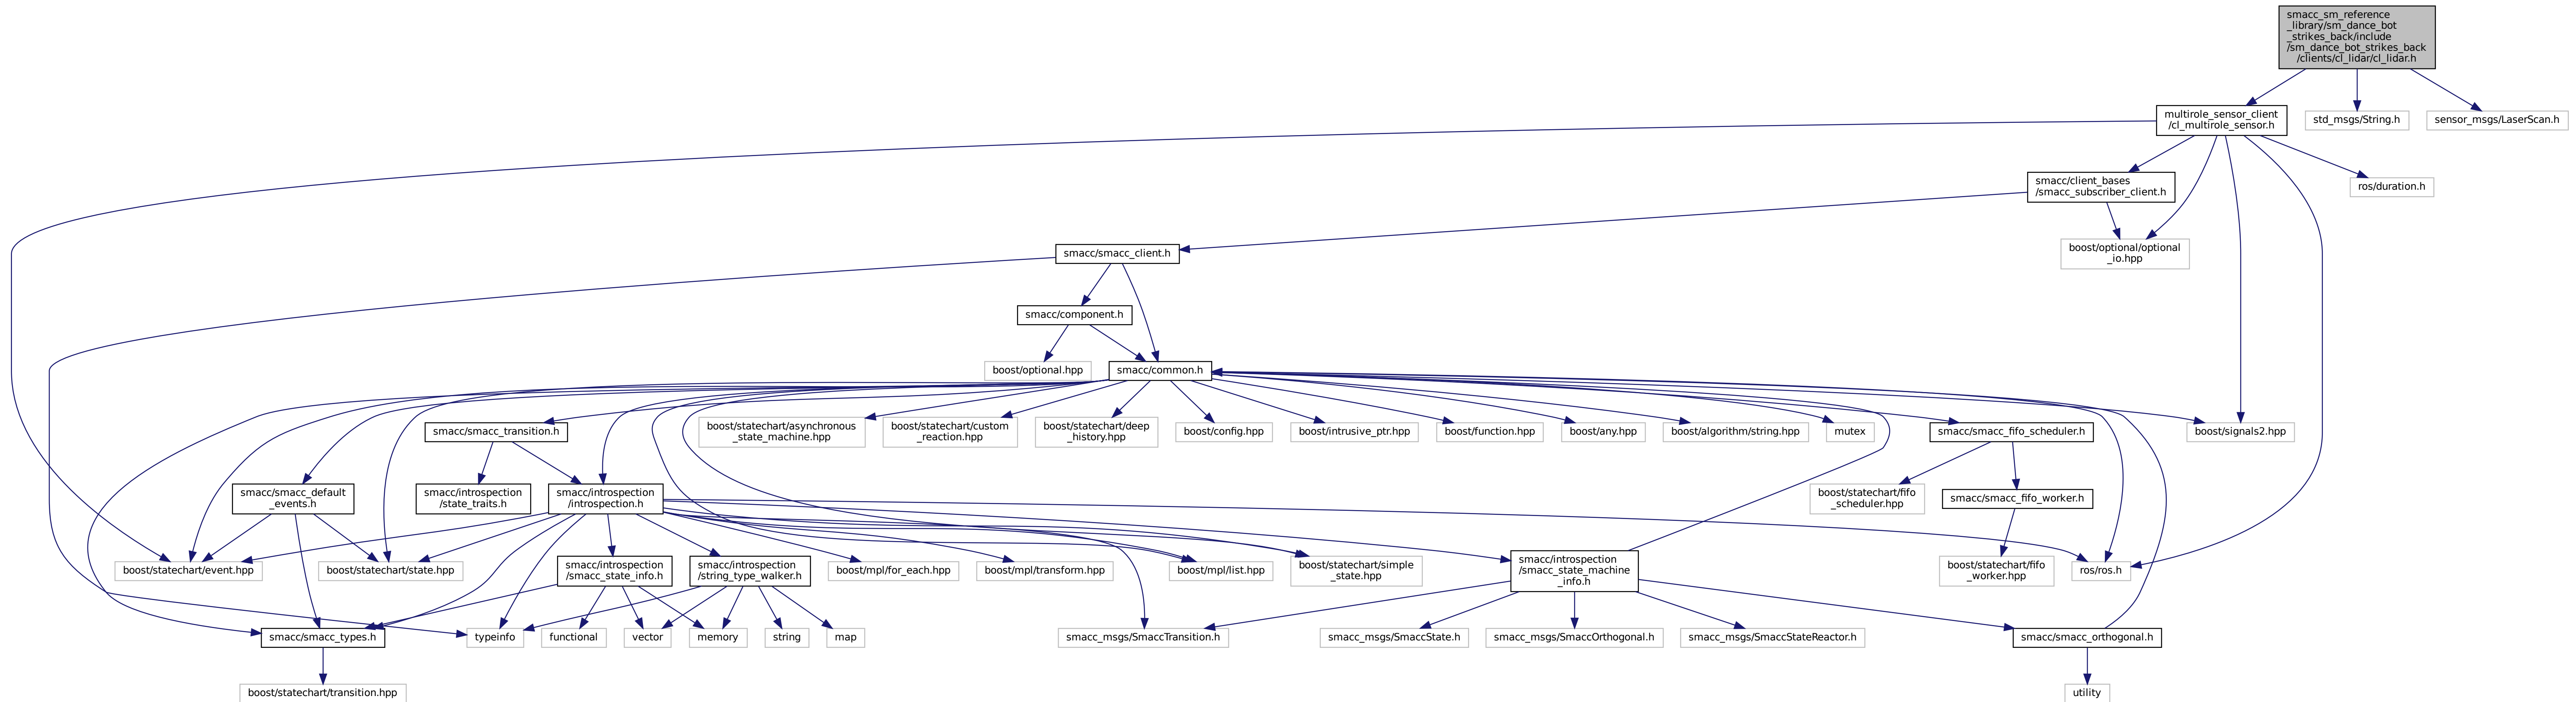 smacc_sm_reference
_library/sm_dance_bot
_strikes_back/include
/sm_dance_bot_strikes_back
/clients/cl_lidar/cl_lidar.h
multirole_sensor_client
/cl_multirole_sensor.h
std_msgs/String.h
sensor_msgs/LaserScan.h
smacc/client_bases
/smacc_subscriber_client.h
ros/duration.h
smacc/smacc_client.h
boost/optional/optional
_io.hpp
smacc/component.h
boost/optional.hpp
smacc/common.h
smacc/smacc_transition.h
boost/statechart/asynchronous
_state_machine.hpp
boost/statechart/custom
_reaction.hpp
boost/statechart/deep
_history.hpp
boost/config.hpp
boost/intrusive_ptr.hpp
boost/function.hpp
boost/any.hpp
boost/algorithm/string.hpp
mutex
smacc/smacc_fifo_scheduler.h
boost/signals2.hpp
smacc/smacc_default
_events.h
smacc/introspection
/state_traits.h
smacc/introspection
/introspection.h
boost/statechart/fifo
_scheduler.hpp
smacc/smacc_fifo_worker.h
boost/statechart/event.hpp
boost/statechart/state.hpp
smacc/introspection
/smacc_state_info.h
smacc/introspection
/string_type_walker.h
boost/mpl/for_each.hpp
boost/mpl/transform.hpp
boost/mpl/list.hpp
boost/statechart/simple
_state.hpp
smacc/introspection
/smacc_state_machine
_info.h
boost/statechart/fifo
_worker.hpp
ros/ros.h
smacc/smacc_types.h
typeinfo
functional
vector
memory
string
map
smacc_msgs/SmaccTransition.h
smacc_msgs/SmaccState.h
smacc_msgs/SmaccOrthogonal.h
smacc_msgs/SmaccStateReactor.h
smacc/smacc_orthogonal.h
boost/statechart/transition.hpp
utility